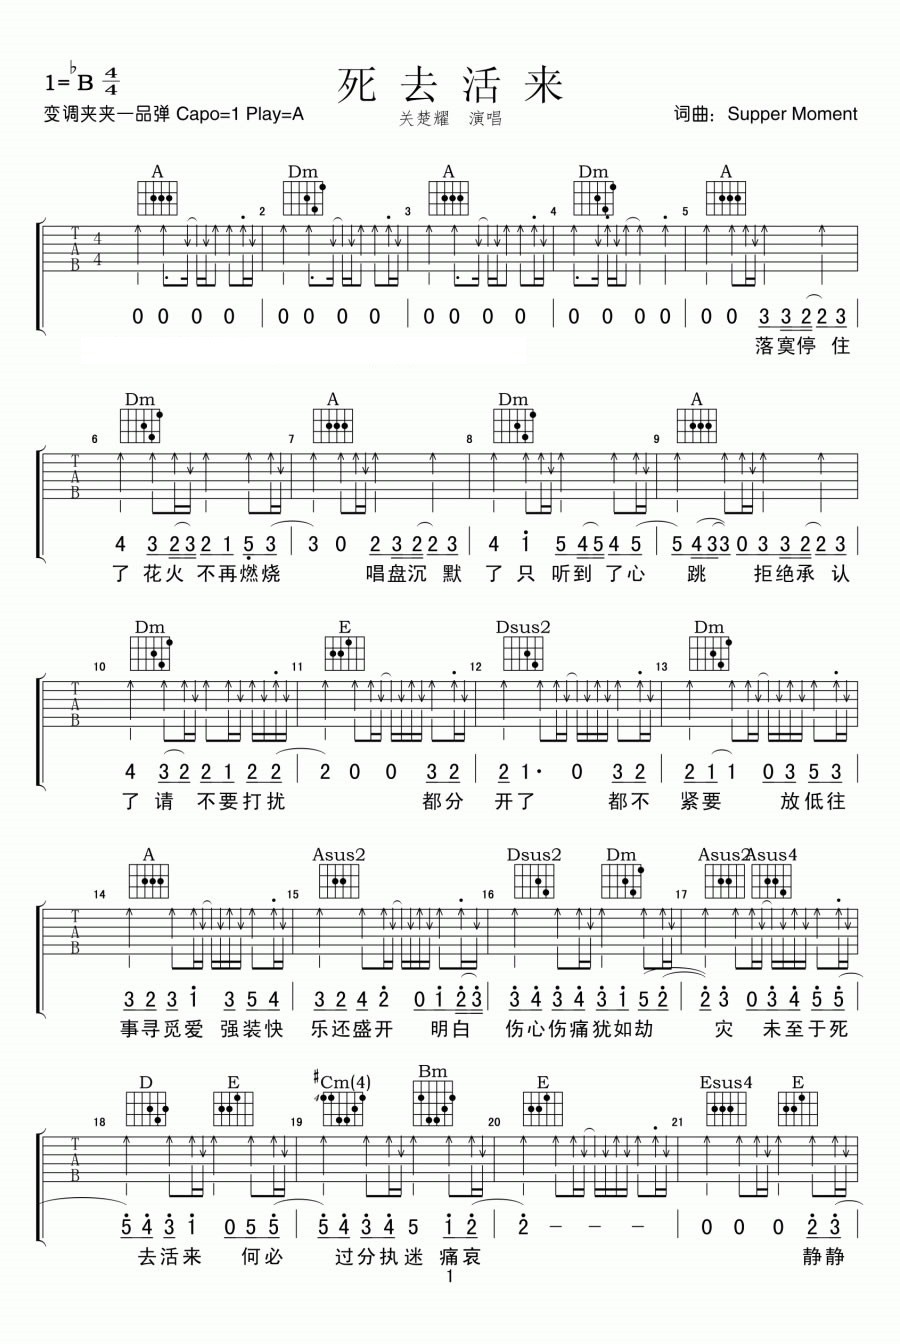 死去活来
1=♭B 4/4
关楚耀 演唱
变调夹夹一品弹 Capo=1 Play=A
词曲：Supper Moment
A Dm A Dm A
2 3 4 5
T A B 4 4
0 0 0 0 | 0 0 0 0 | 0 0 0 0 | 0 0 0 0 | 0 0 3 3 2 2 3
落寞停 住
Dm A Dm A
6 7 8 9
T A B
4 3 2 3 2 1 5 3 | 3 0 2 3 2 2 3 | 4 1 5 4 5 4 5 | 5 4 3 3 0 3 3 2 2 3
了 花火 不再燃烧 唱盘沉 默 了 只 听到 了心 跳 拒绝承 认
Dm E Dsus2 Dm
10 11 12 13
T A B
4 3 2 2 1 2 2 | 2 0 0 3 2 | 2 1· 0 3 2 | 2 1 1 0 3 5 3
了 请 不要打扰 都分 开了 都不 紧要 放低往
A Asus2 Dsus2 Dm Asus2 Asus4
14 15 16 17
T A B
3 2 3 1 3 5 4 | 3 2 4 2 0 1 2 3 | 3 4 3 4 3 1 5 2 | 2 3 0 3 4 5 5
事寻觅爱 强装快 乐还盛开 明白 伤心伤痛犹如劫 灾 未至于死
D E ♯Cm(4) Bm E Esus4 E
18 19 20 21
T A B
5 4 3 1 0 5 5 | 5 4 3 4 5 1 2 | 2 – – – | 0 0 0 2 3
去活来 何必 过分执迷 痛哀 静静
1